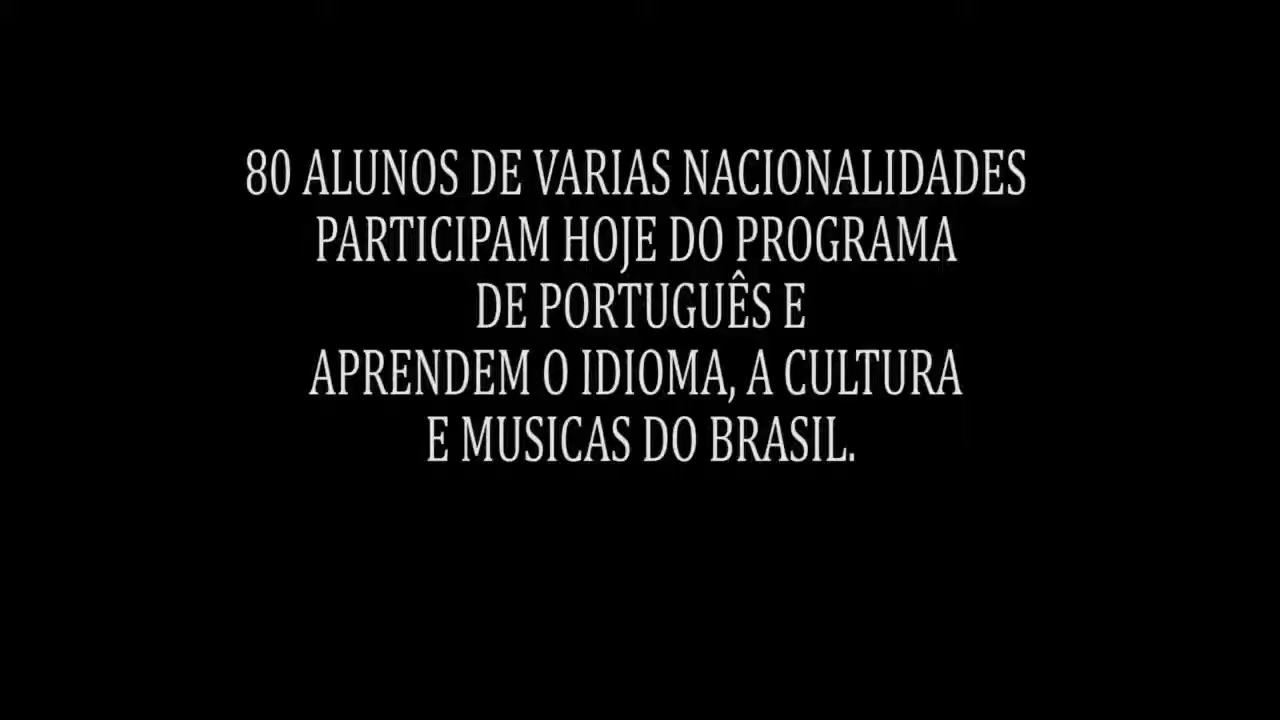 80 ALUNOS DE VARIAS NACIONALIDADES
PARTICIPAM HOJE DO PROGRAMA
DE PORTUGUÊS E
APRENDEM O IDIOMA, A CULTURA
E MUSICAS DO BRASIL.